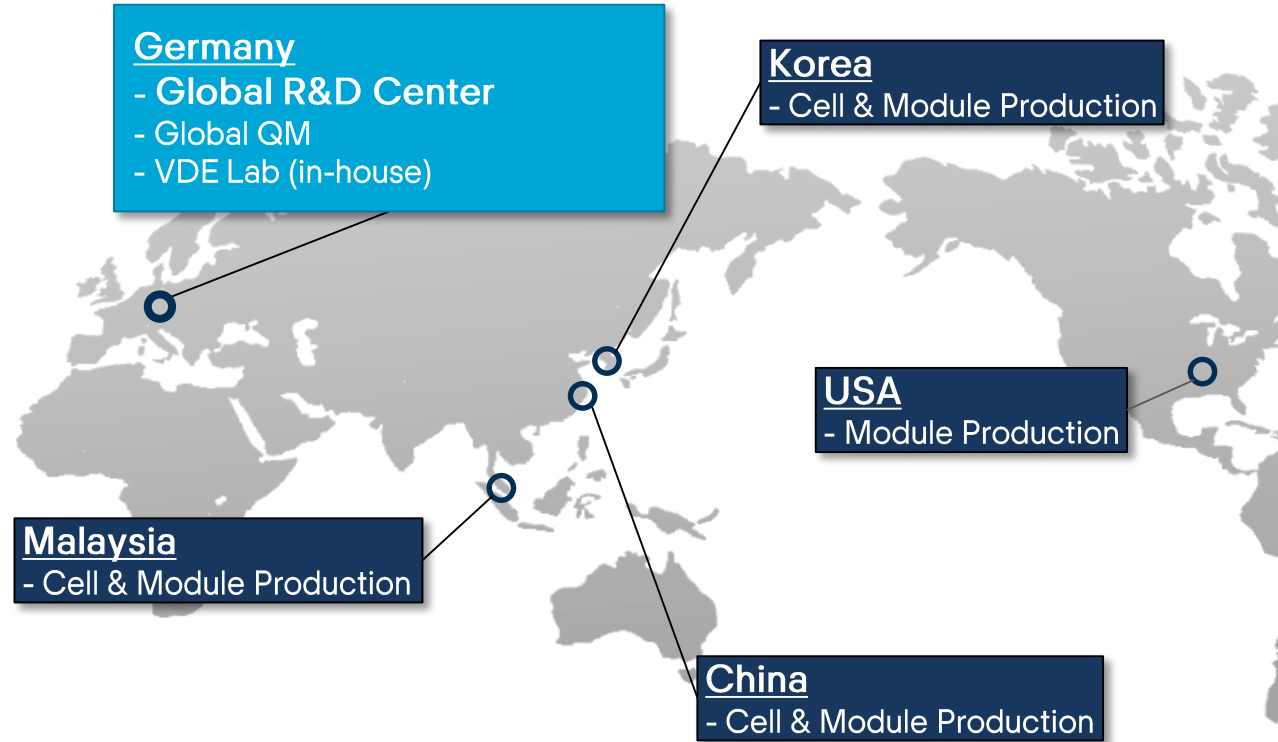 Germany
- Global R&D Center
- Global QM
- VDE Lab (in-house)
Korea
- Cell & Module Production
USA
- Module Production
Malaysia
- Cell & Module Production
China
- Cell & Module Production